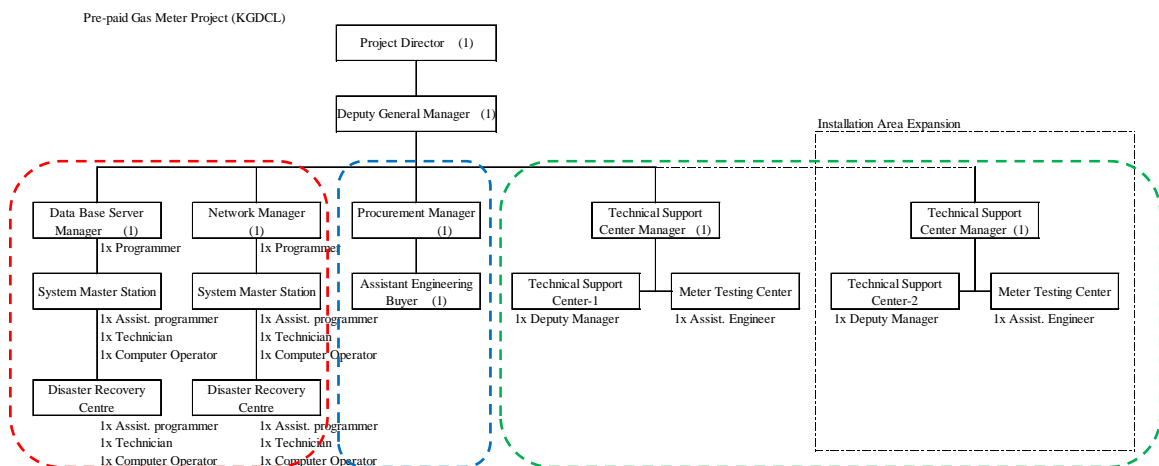 Pre-paid Gas Meter Project (KGDCL)
Project Director (1)
Deputy General Manager (1)
Installation Area Expansion
Data Base Server
Manager (1)
1x Programmer
Network Manager
(1)
1x Programmer
Procurement Manager
(1)
Technical Support
Center Manager (1)
Technical Support
Center Manager (1)
System Master Station
1x Assist. programmer
1x Technician
1x Computer Operator
System Master Station
1x Assist. programmer
1x Technician
1x Computer Operator
Assistant Engineering
Buyer (1)
Technical Support
Center-1
1x Deputy Manager
Meter Testing Center
1x Assist. Engineer
Technical Support
Center-2
1x Deputy Manager
Meter Testing Center
1x Assist. Engineer
Disaster Recovery
Centre
1x Assist. programmer
1x Technician
1x Computer Operator
Disaster Recovery
Centre
1x Assist. programmer
1x Technician
1x Computer Operator